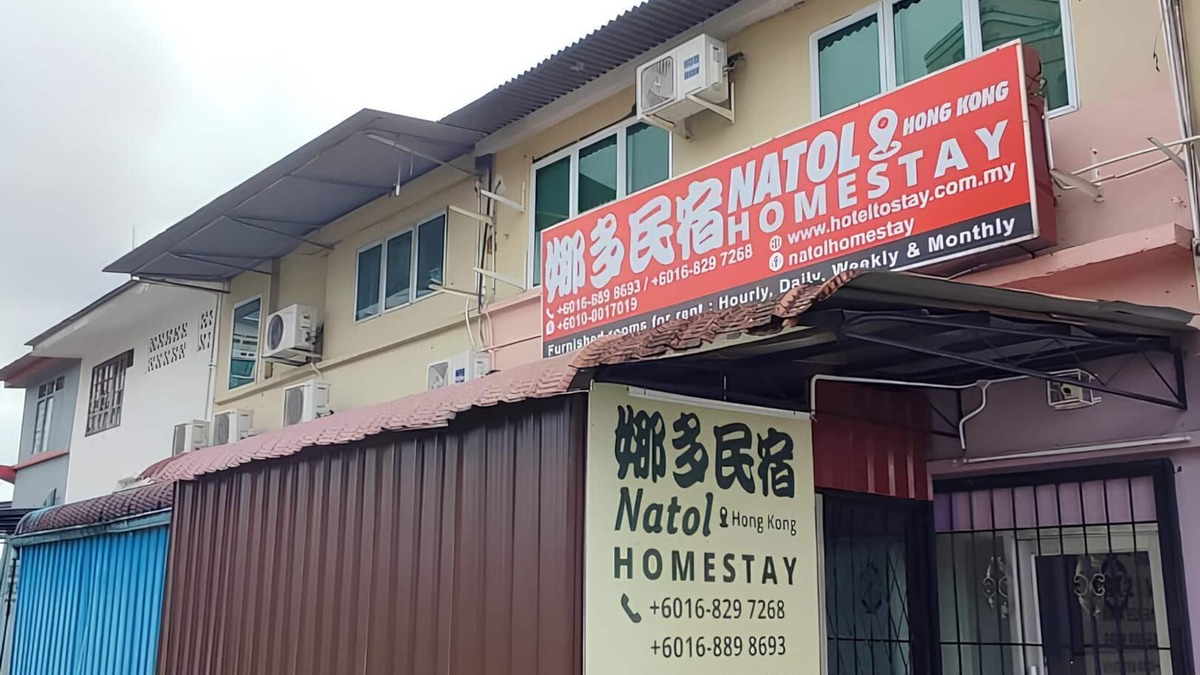 娜多民宿 NATOL HONG KONG
HOMESTAY
+6016-889 8693 / +6016-829 7268
www.hoteltostay.com.my
+6010-8017019
natolhomestay
Furnished rooms for rent : Hourly, Daily, Weekly & Monthly
娜多民宿
Natol Hong Kong
HOMESTAY
+6016-829 7268
+6016-889 8693